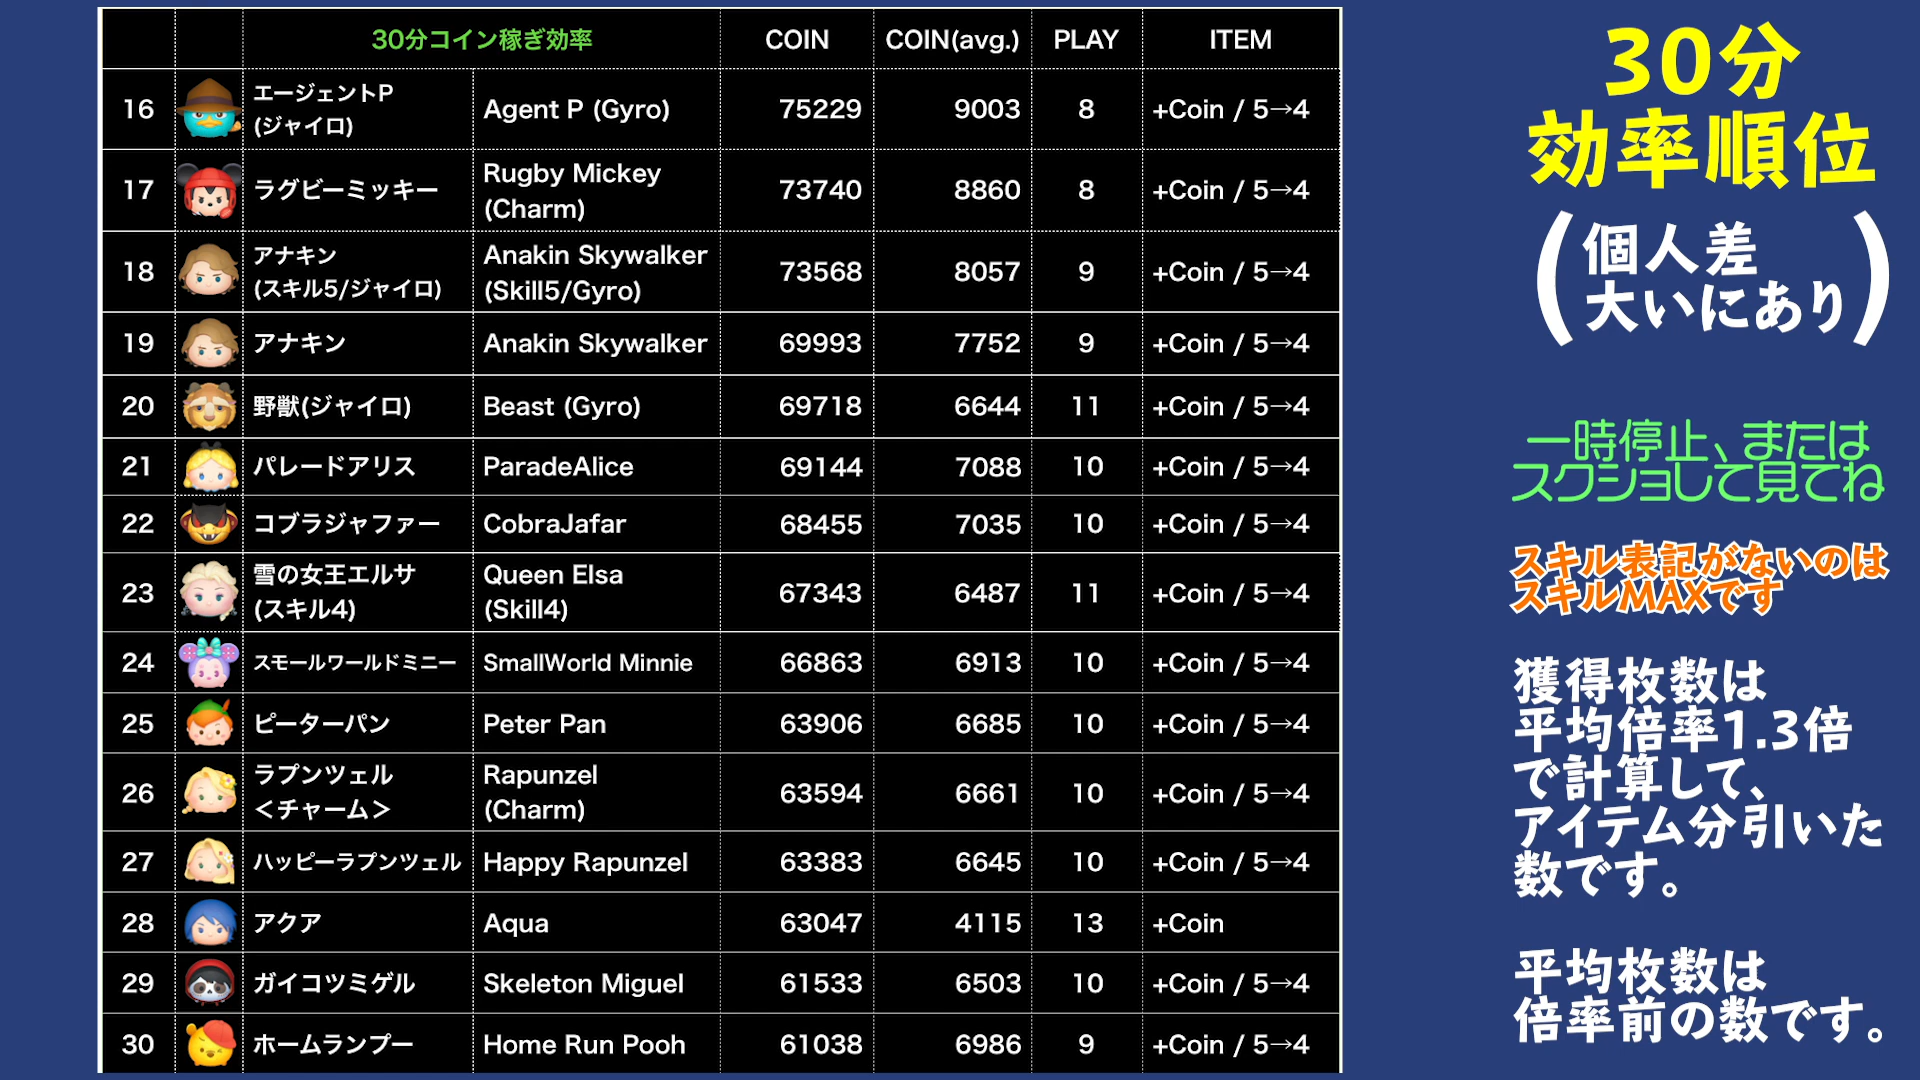 30分コイン稼ぎ効率 COIN COIN(avg.) PLAY ITEM
16 エージェントP (ジャイロ) Agent P (Gyro) 75229 9003 8 +Coin / 5→4
17 ラグビーミッキー Rugby Mickey (Charm) 73740 8860 8 +Coin / 5→4
18 アナキン (スキル5/ジャイロ) Anakin Skywalker (Skill5/Gyro) 73568 8057 9 +Coin / 5→4
19 アナキン Anakin Skywalker 69993 7752 9 +Coin / 5→4
20 野獣(ジャイロ) Beast (Gyro) 69718 6644 11 +Coin / 5→4
21 パレードアリス ParadeAlice 69144 7088 10 +Coin / 5→4
22 コブラジャファー CobraJafar 68455 7035 10 +Coin / 5→4
23 雪の女王エルサ (スキル4) Queen Elsa (Skill4) 67343 6487 11 +Coin / 5→4
24 スモールワールドミニー SmallWorld Minnie 66863 6913 10 +Coin / 5→4
25 ピーターパン Peter Pan 63906 6685 10 +Coin / 5→4
26 ラプンツェル <チャーム> Rapunzel (Charm) 63594 6661 10 +Coin / 5→4
27 ハッピーラプンツェル Happy Rapunzel 63383 6645 10 +Coin / 5→4
28 アクア Aqua 63047 4115 13 +Coin
29 ガイコツミゲル Skeleton Miguel 61533 6503 10 +Coin / 5→4
30 ホームランプー Home Run Pooh 61038 6986 9 +Coin / 5→4
30分
効率順位
(個人差
大いにあり)
一時停止、または
スクショして見てね
スキル表記がないのは
スキルMAXです
獲得枚数は
平均倍率1.3倍
で計算して、
アイテム分引いた
数です。
平均枚数は
倍率前の数です。